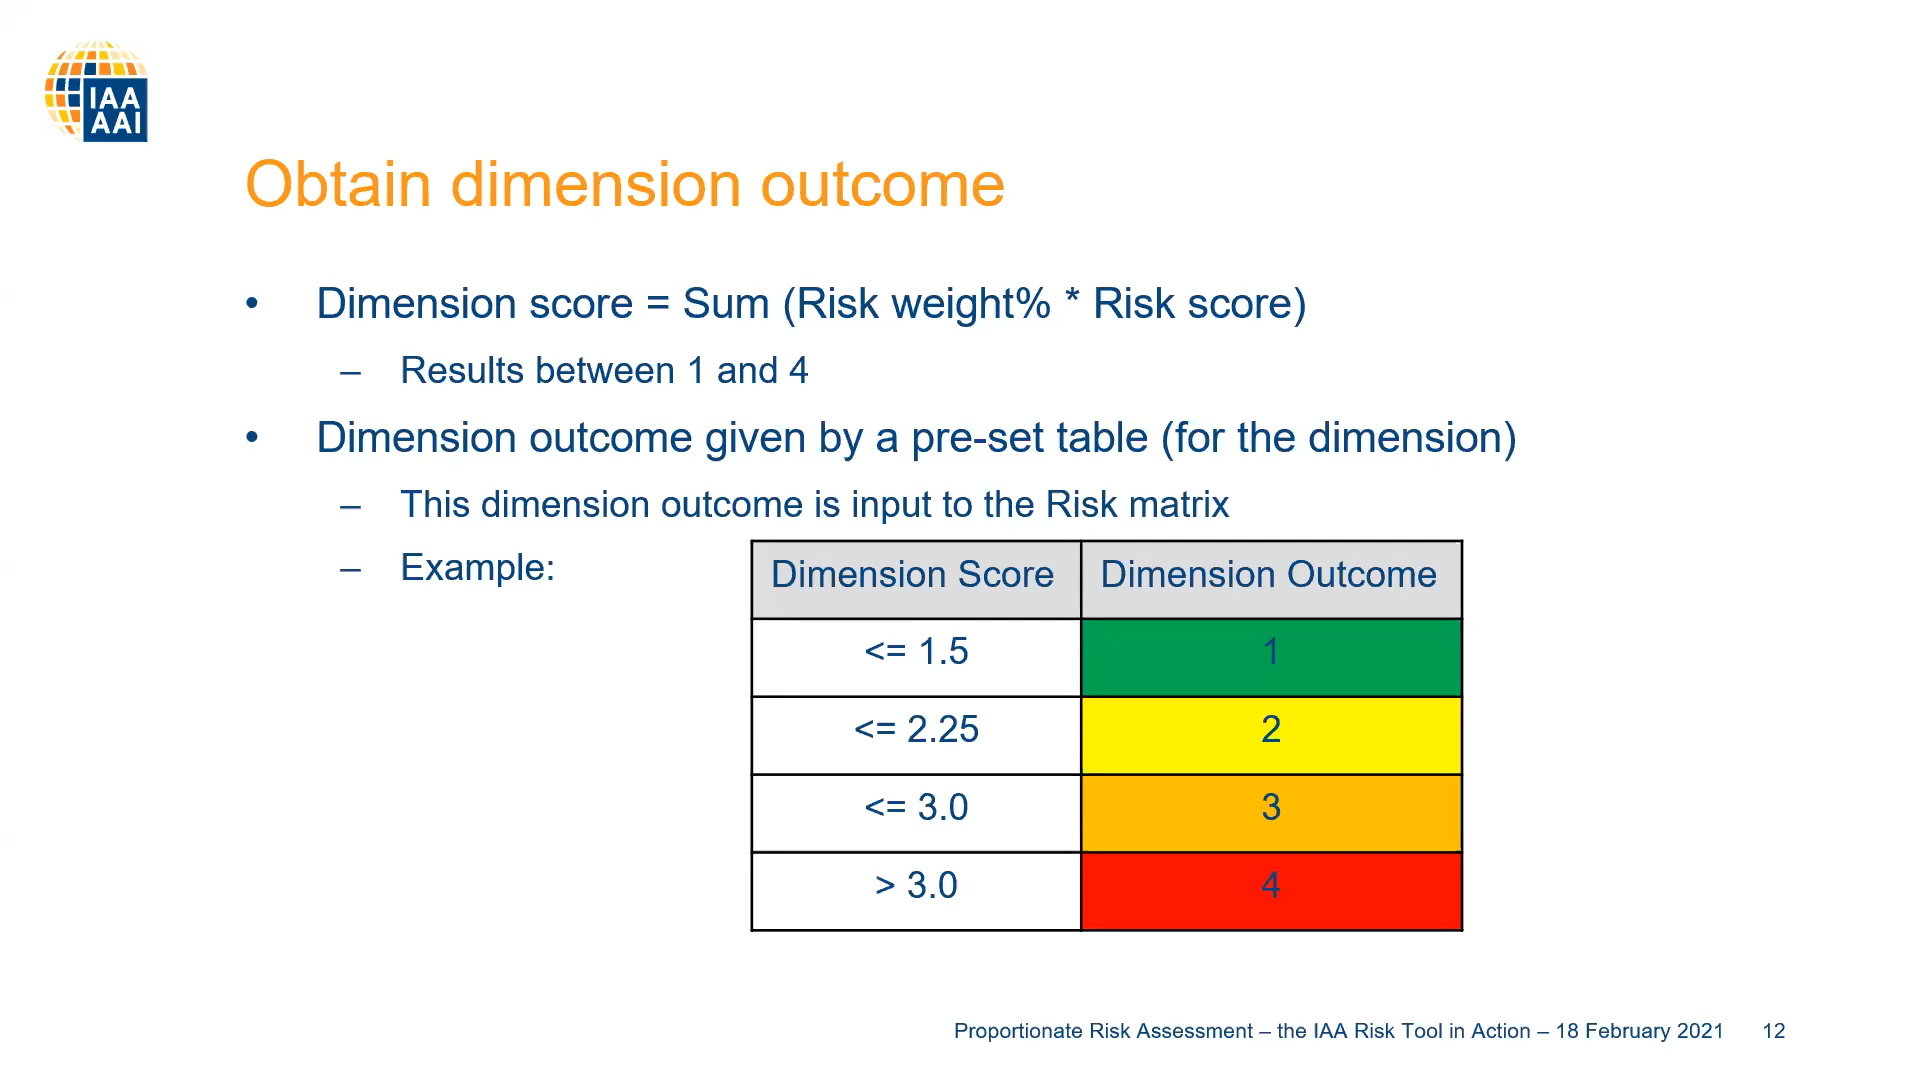 IAA
AAI
Obtain dimension outcome
• Dimension score = Sum (Risk weight% * Risk score)
– Results between 1 and 4
• Dimension outcome given by a pre-set table (for the dimension)
– This dimension outcome is input to the Risk matrix
– Example:
Dimension Score Dimension Outcome
<= 1.5 1
<= 2.25 2
<= 3.0 3
> 3.0 4
Proportionate Risk Assessment – the IAA Risk Tool in Action – 18 February 2021 12